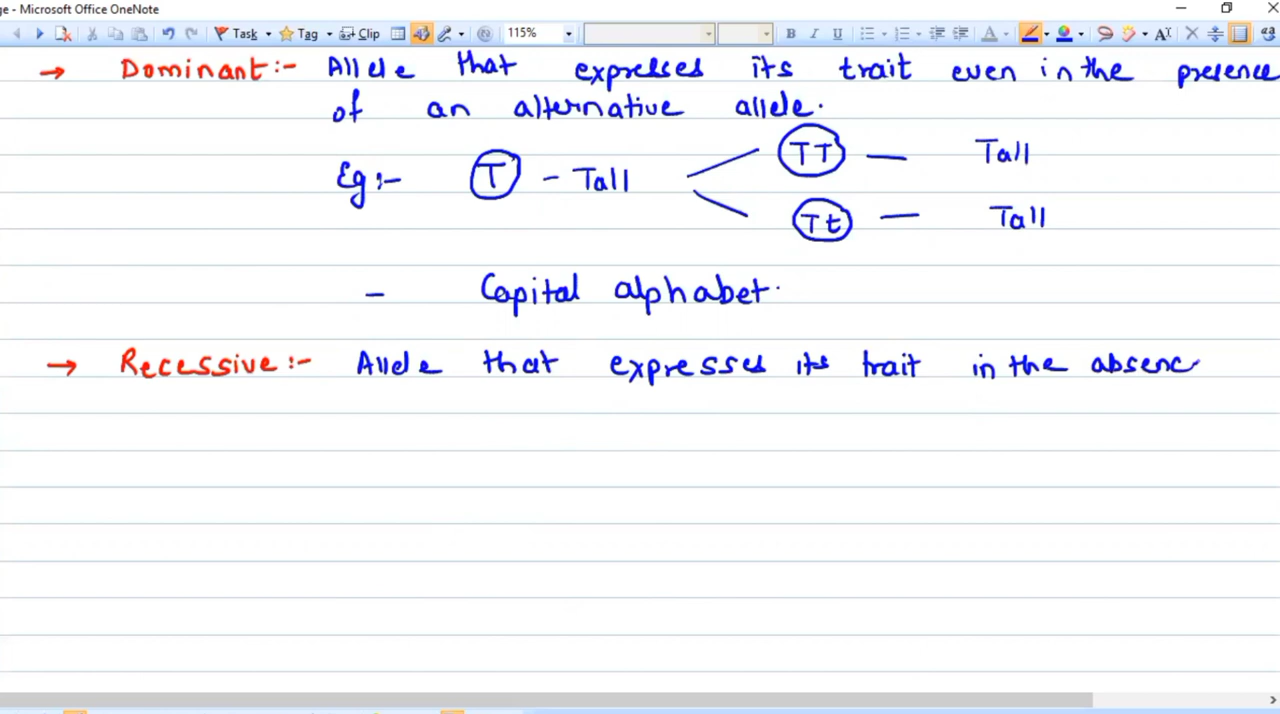 ge - Microsoft Office OneNote
Task Tag Clip 115% B I U A
→ Dominant:- Allele that expresses its trait even in the presence
of an alternative allele.
Eg:- T - Tall TT — Tall
Tt — Tall
- Capital alphabet.
→ Recessive:- Allele that expresses its trait in the absenc